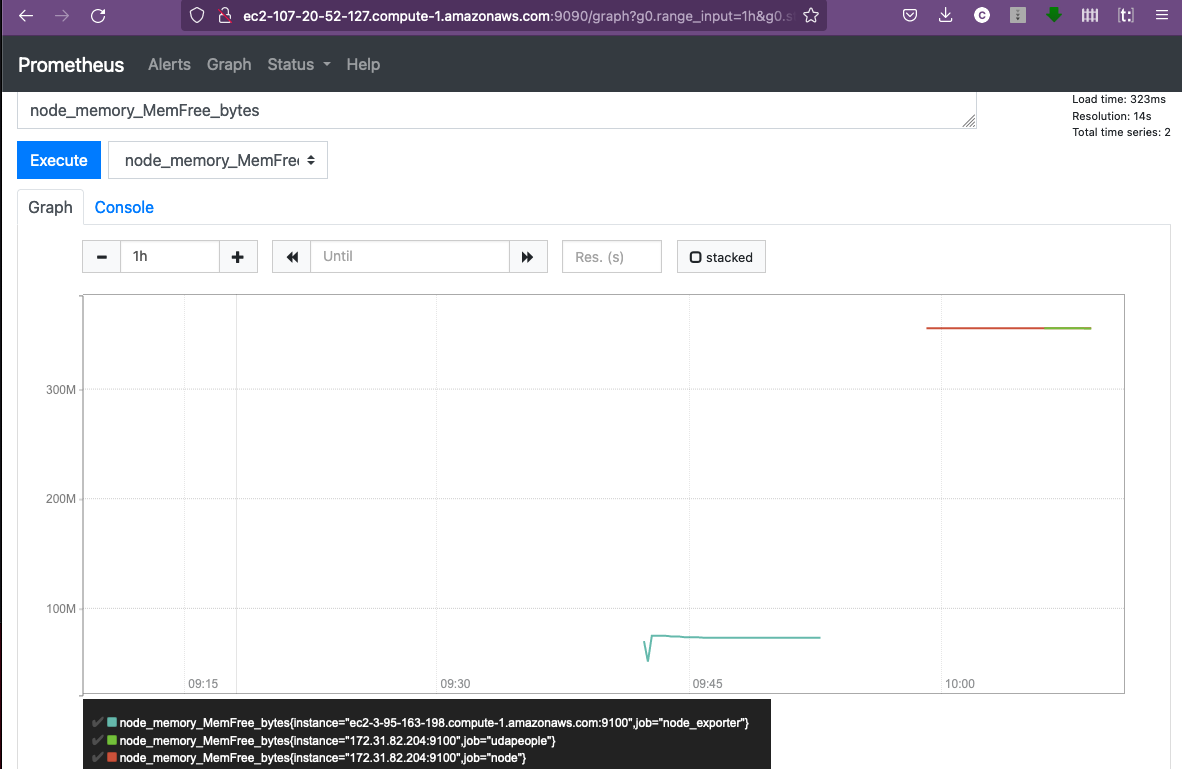 ec2-107-20-52-127.compute-1.amazonaws.com:9090/graph?g0.range_input=1h&g0.s
Prometheus Alerts Graph Status Help
node_memory_MemFree_bytes
Load time: 323ms
Resolution: 14s
Total time series: 2
Execute node_memory_MemFre
Graph Console
1h Until Res. (s) stacked
300M
200M
100M
09:15 09:30 09:45 10:00
node_memory_MemFree_bytes{instance="ec2-3-95-163-198.compute-1.amazonaws.com:9100",job="node_exporter"}
node_memory_MemFree_bytes{instance="172.31.82.204:9100",job="udapeople"}
node_memory_MemFree_bytes{instance="172.31.82.204:9100",job="node"}